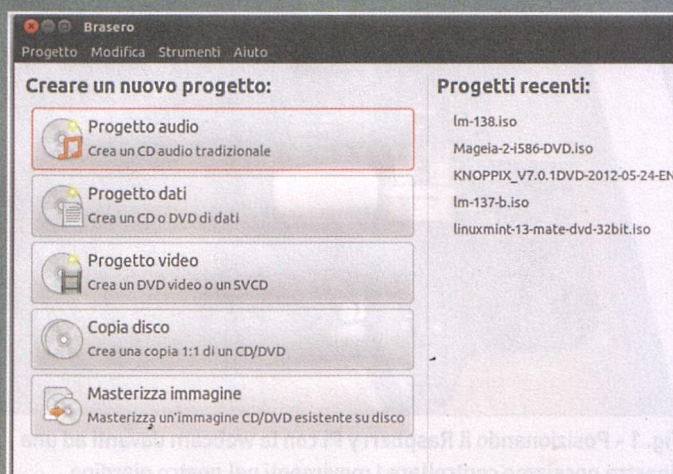 Brasero
Progetto Modifica Strumenti Aiuto
Creare un nuovo progetto:
Progetto audio
Crea un CD audio tradizionale
Progetto dati
Crea un CD o DVD di dati
Progetto video
Crea un DVD video o un SVCD
Copia disco
Crea una copia 1:1 di un CD/DVD
Masterizza immagine
Masterizza un'immagine CD/DVD esistente su disco
Progetti recenti:
lm-138.iso
Mageia-2-i586-DVD.iso
KNOPPIX_V7.0.1DVD-2012-05-24-EN
lm-137-b.iso
linuxmint-13-mate-dvd-32bit.iso